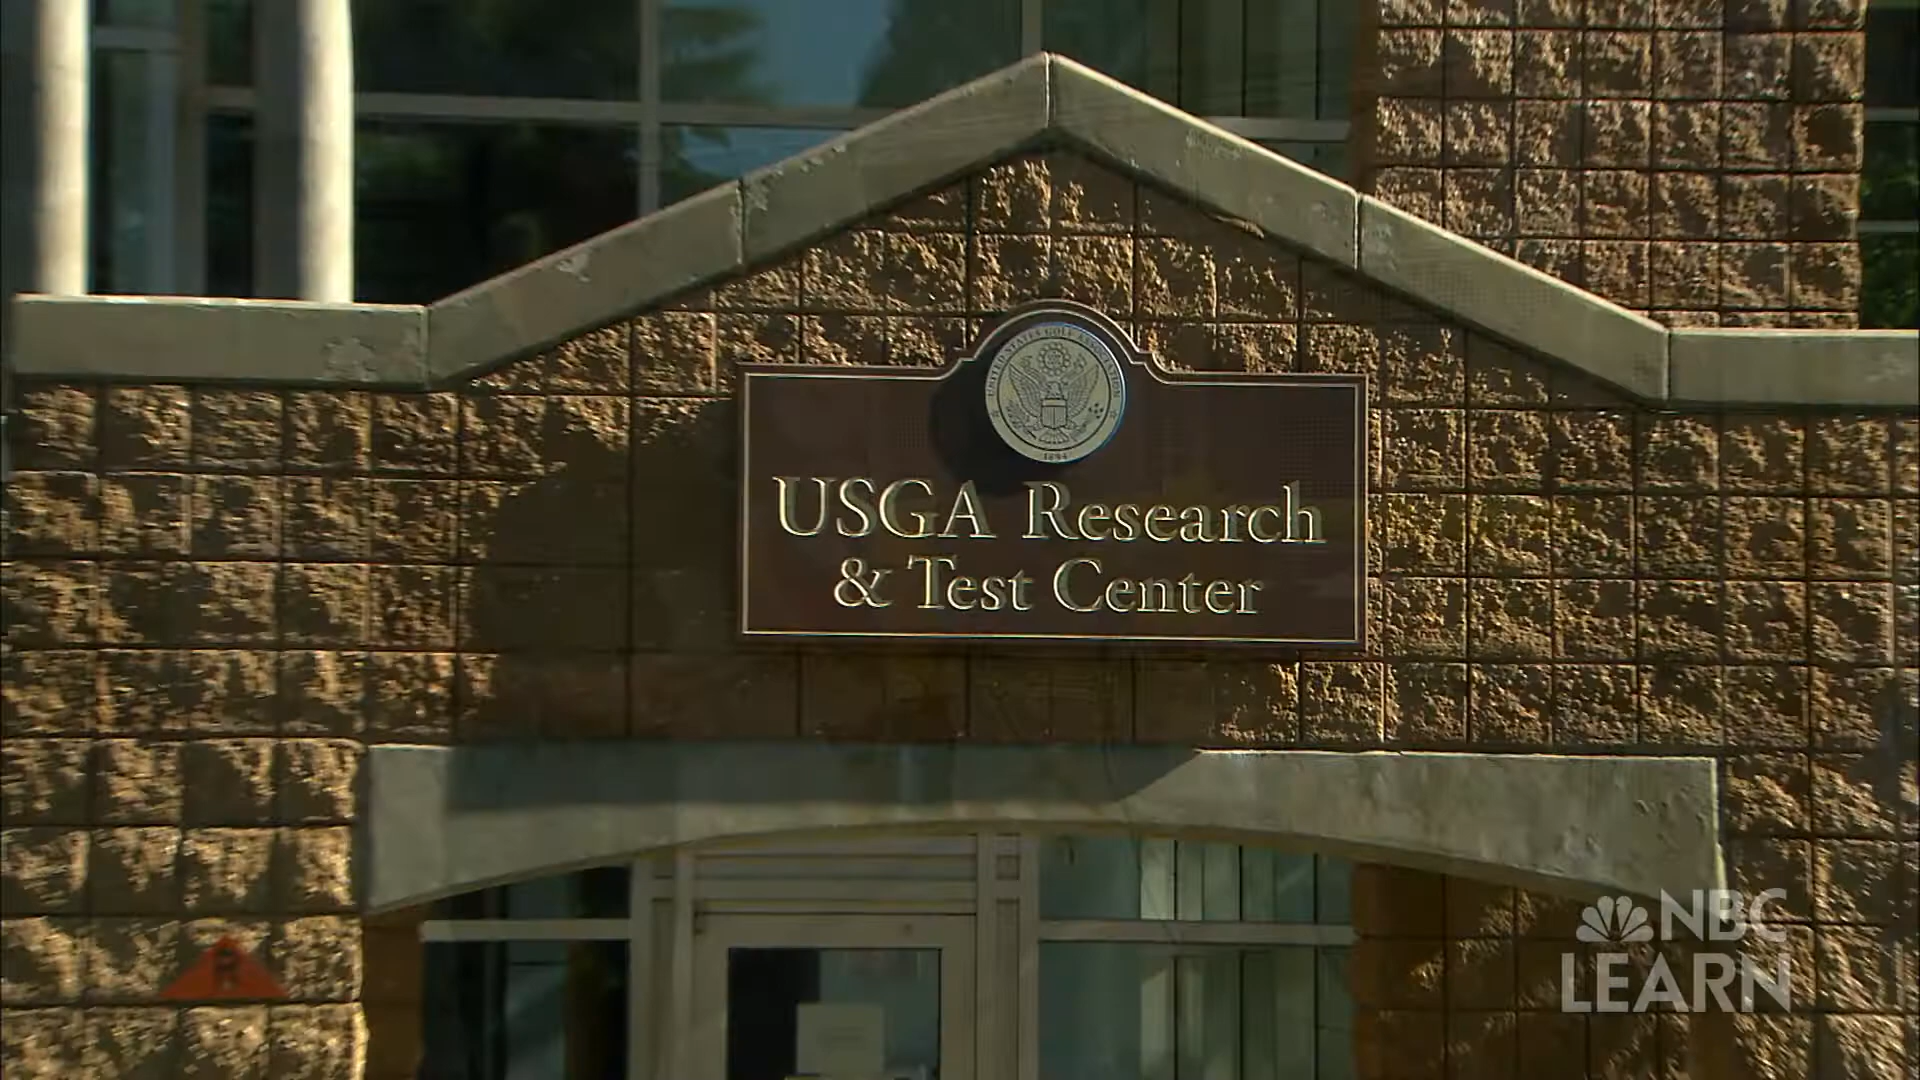 UNITED STATES GOLF ASSOCIATION
1894
USGA Research
& Test Center
R
NBC
LEARN